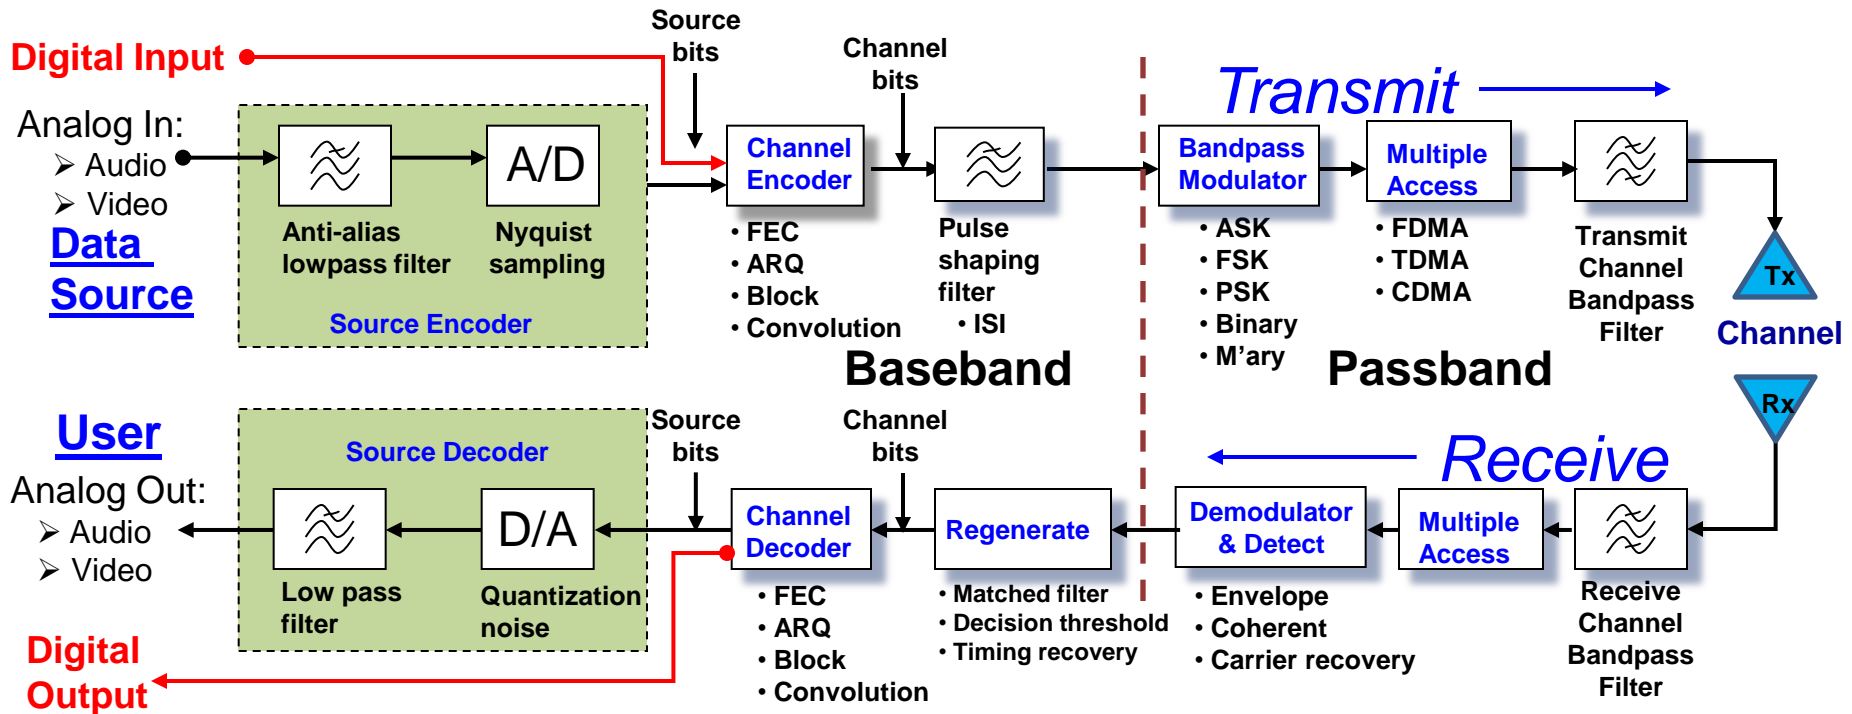 Digital Input
Analog In:
➢ Audio
➢ Video
Data
Source
Anti-alias
lowpass filter
A/D
Nyquist
sampling
Source Encoder
Source
bits
Channel
Encoder
• FEC
• ARQ
• Block
• Convolution
Channel
bits
Pulse
shaping
filter
• ISI
Baseband
Transmit
Bandpass
Modulator
• ASK
• FSK
• PSK
• Binary
• M'ary
Multiple
Access
• FDMA
• TDMA
• CDMA
Passband
Transmit
Channel
Bandpass
Filter
Tx
Channel
Rx
Receive
Receive
Channel
Bandpass
Filter
Multiple
Access
Demodulator
& Detect
• Envelope
• Coherent
• Carrier recovery
Regenerate
• Matched filter
• Decision threshold
• Timing recovery
Channel
bits
Channel
Decoder
• FEC
• ARQ
• Block
• Convolution
Source
bits
Source Decoder
D/A
Quantization
noise
Low pass
filter
User
Analog Out:
➢ Audio
➢ Video
Digital
Output